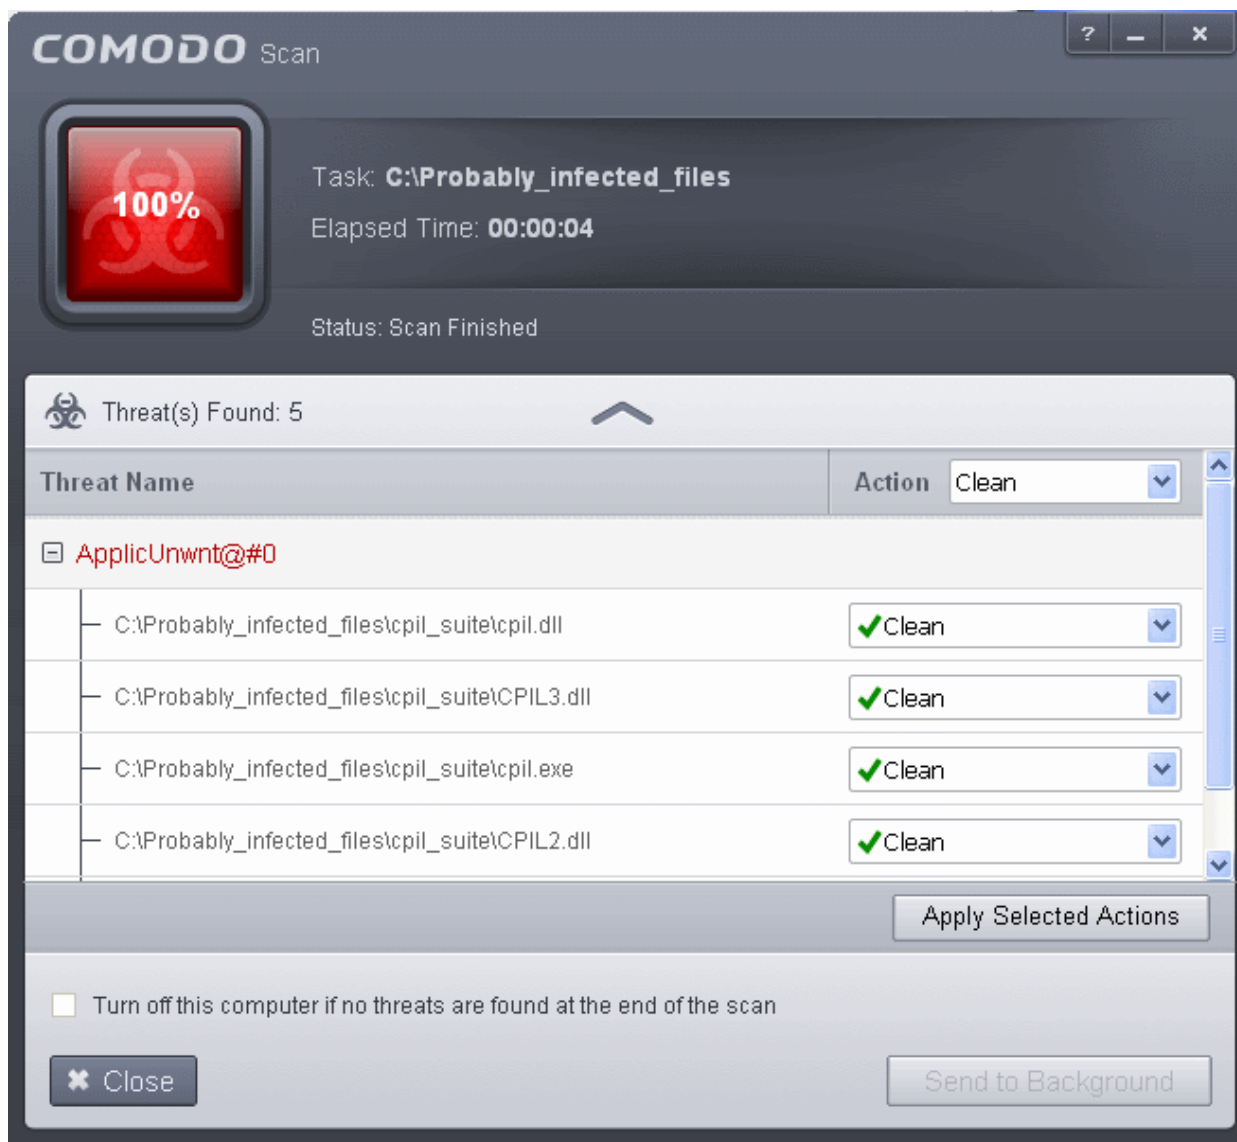 COMODO Scan
?
100%
Task: C:\Probably_infected_files
Elapsed Time: 00:00:04
Status: Scan Finished
Threat(s) Found: 5
Threat Name Action Clean
ApplicUnwnt@#0
C:\Probably_infected_files\cpil_suite\cpil.dll Clean
C:\Probably_infected_files\cpil_suite\CPIL3.dll Clean
C:\Probably_infected_files\cpil_suite\cpil.exe Clean
C:\Probably_infected_files\cpil_suite\CPIL2.dll Clean
Apply Selected Actions
Turn off this computer if no threats are found at the end of the scan
Close Send to Background